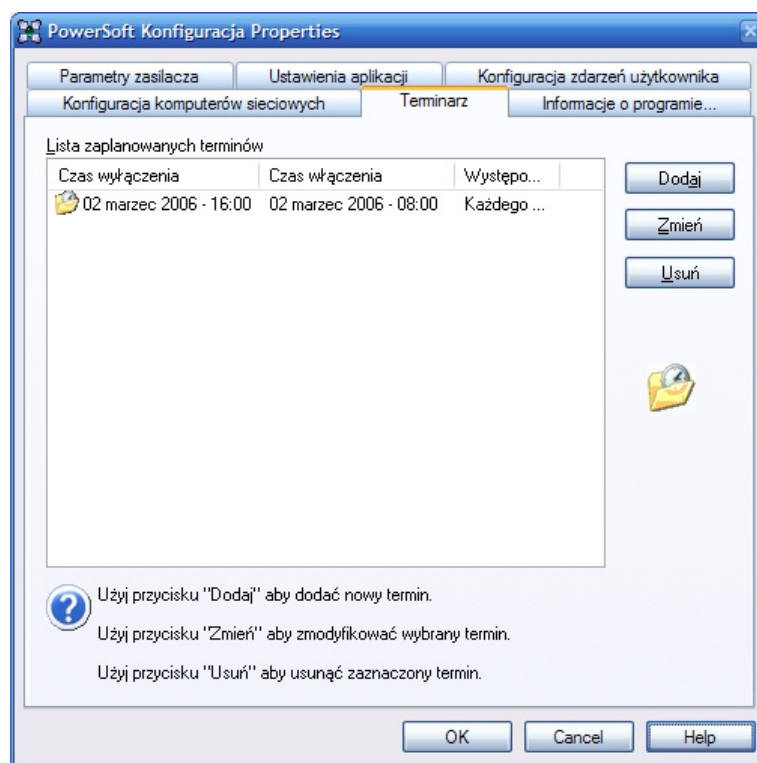 PowerSoft Konfiguracja Properties
Parametry zasilacza Ustawienia aplikacji Konfiguracja zdarzeń użytkownika
Konfiguracja komputerów sieciowych Terminarz Informacje o programie...
Lista zaplanowanych terminów
Czas wyłączenia Czas włączenia Występo...
02 marzec 2006 - 16:00 02 marzec 2006 - 08:00 Każdego ...
Dodaj
Zmień
Usuń
Użyj przycisku "Dodaj" aby dodać nowy termin.
Użyj przycisku "Zmień" aby zmodyfikować wybrany termin.
Użyj przycisku "Usuń" aby usunąć zaznaczony termin.
OK Cancel Help